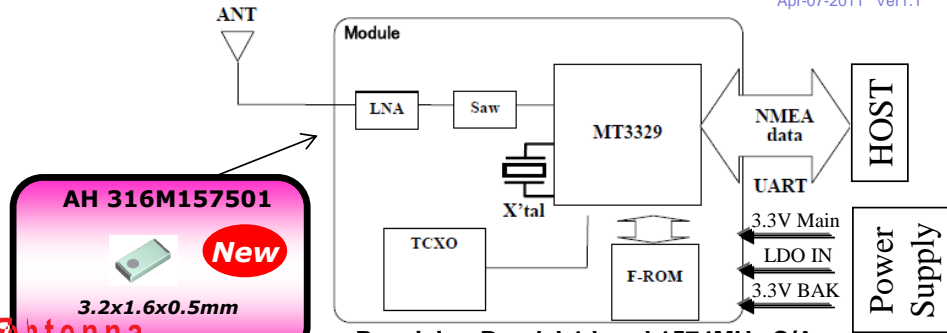 Apr-07-2011 Ver1.1
ANT
Module
LNA
Saw
MT3329
NMEA
data
HOST
X'tal
UART
TCXO
F-ROM
3.3V Main
LDO IN
3.3V BAK
Power
Supply
AH 316M157501
New
3.2x1.6x0.5mm